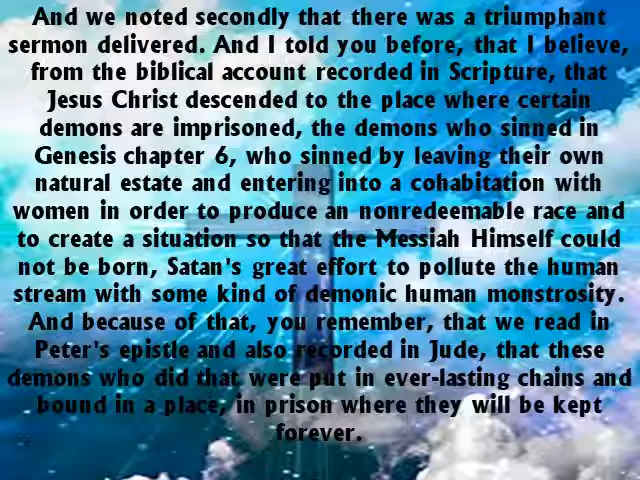 And we noted secondly that there was a triumphant
sermon delivered. And I told you before, that I believe,
from the biblical account recorded in Scripture, that
Jesus Christ descended to the place where certain
demons are imprisoned, the demons who sinned in
Genesis chapter 6, who sinned by leaving their own
natural estate and entering into a cohabitation with
women in order to produce an nonredeemable race and
to create a situation so that the Messiah Himself could
not be born, Satan's great effort to pollute the human
stream with some kind of demonic human monstrosity.
And because of that, you remember, that we read in
Peter's epistle and also recorded in Jude, that these
demons who did that were put in ever-lasting chains and
bound in a place, in prison where they will be kept
forever.